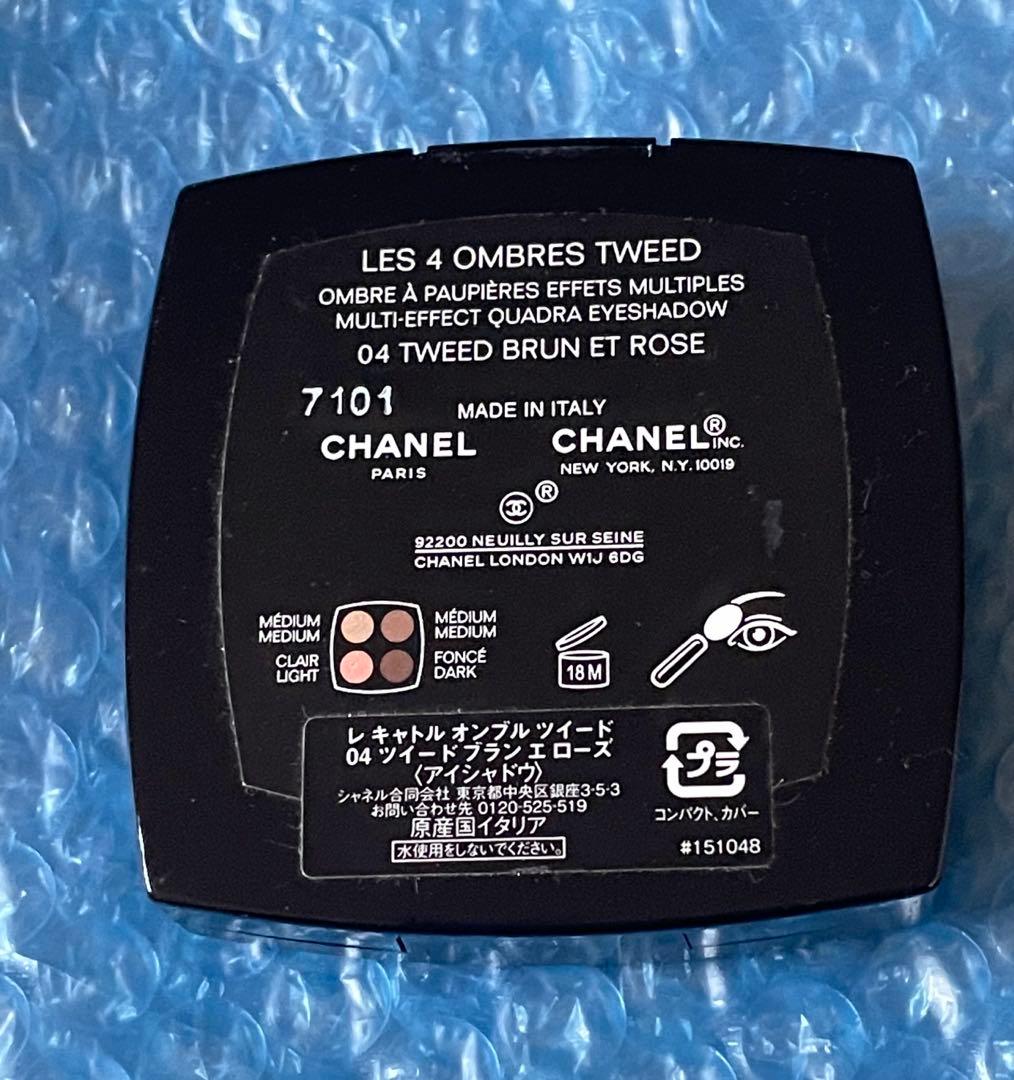 LES 4 OMBRES TWEED
OMBRE À PAUPIÈRES EFFETS MULTIPLES
MULTI-EFFECT QUADRA EYESHADOW
04 TWEED BRUN ET ROSE
7101
MADE IN ITALY
CHANEL
PARIS
CHANEL® INC.
NEW YORK, N.Y. 10019
®
92200 NEUILLY SUR SEINE
CHANEL LONDON W1J 6DG
MÉDIUM
MEDIUM
CLAIR
LIGHT
MÉDIUM
MEDIUM
FONCÉ
DARK
18 M
レ キャトル オンブル ツイード
04 ツイード ブラン エ ローズ
〈アイシャドウ〉
シャネル合同会社 東京都中央区銀座3-5-3
お問い合わせ先 0120-525-519
原産国イタリア
水使用をしないでください。
プラ
コンパクト、カバー
#151048